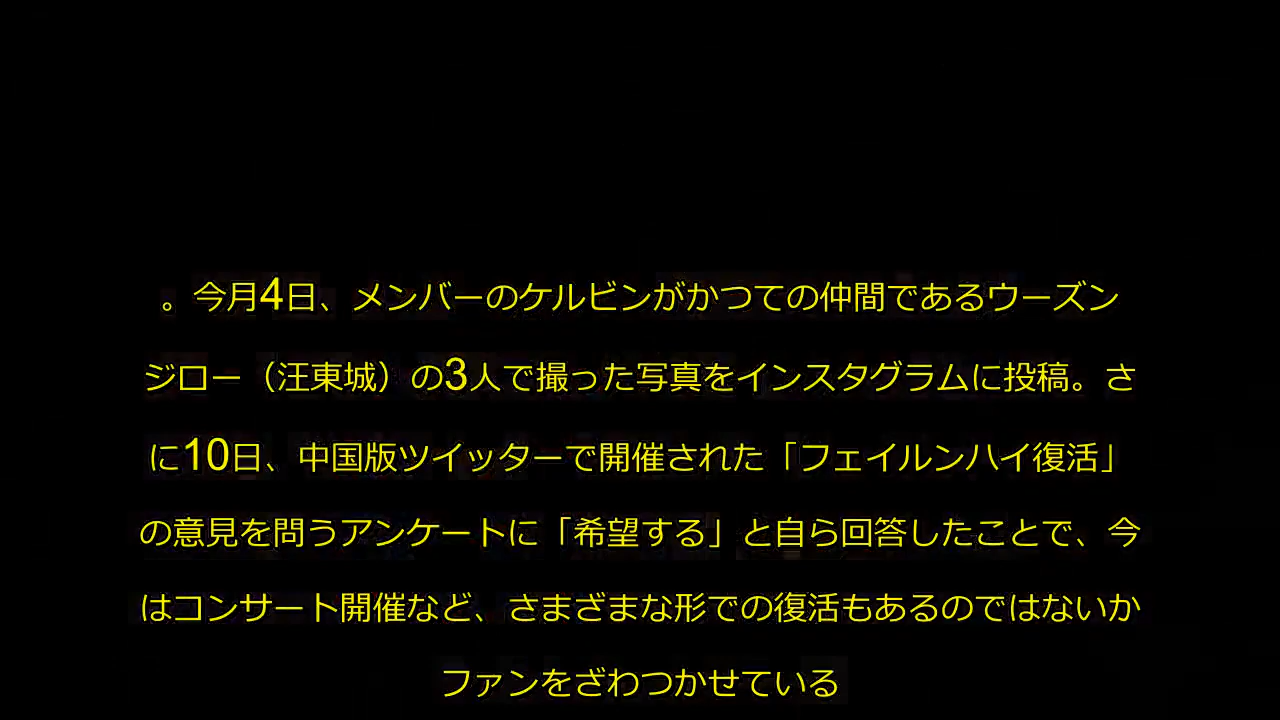 。今月4日、メンバーのケルビンがかつての仲間であるウーズン
ジロー（汪東城）の3人で撮った写真をインスタグラムに投稿。さ
に10日、中国版ツイッターで開催された「フェイルンハイ復活」
の意見を問うアンケートに「希望する」と自ら回答したことで、今
はコンサート開催など、さまざまな形での復活もあるのではないか
ファンをざわつかせている